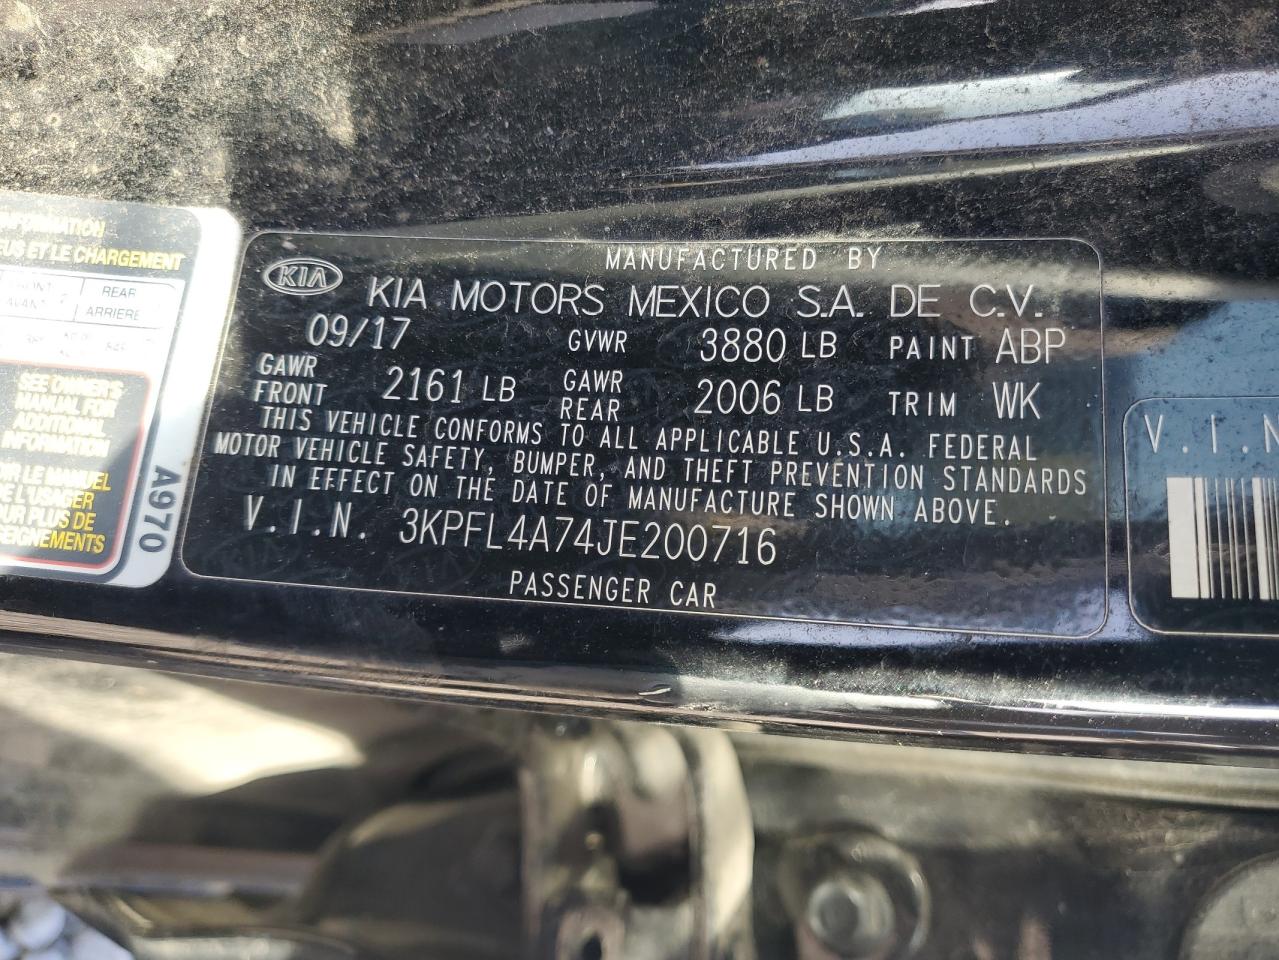 INFORMATION
EUS ET LE CHARGEMENT
REAR
ARRIERE
SEE OWNER'S
MANUAL FOR
ADDITIONAL
INFORMATION
LE MANUEL
L'USAGER
PLUS DE
A970
MANUFACTURED BY
KIA KIA MOTORS MEXICO S.A. DE C.V.
09/17 GVWR 3880 LB PAINT ABP
GAWR FRONT 2161 LB GAWR REAR 2006 LB TRIM WK
THIS VEHICLE CONFORMS TO ALL APPLICABLE U.S.A. FEDERAL
MOTOR VEHICLE SAFETY, BUMPER, AND THEFT PREVENTION STANDARDS
IN EFFECT ON THE DATE OF MANUFACTURE SHOWN ABOVE.
V.I.N. 3KPFL4A74JE200716
PASSENGER CAR
V.I.N